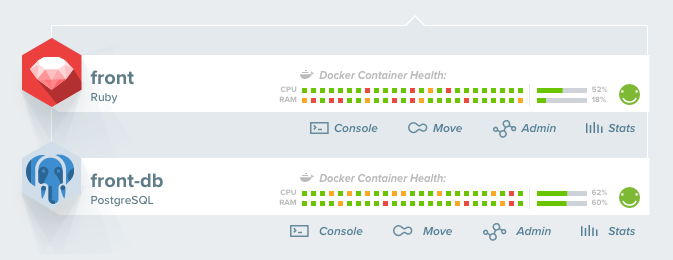 front
Ruby
Docker Container Health:
CPU 52%
RAM 18%
Console Move Admin Stats
front-db
PostgreSQL
Docker Container Health:
CPU 62%
RAM 60%
Console Move Admin Stats